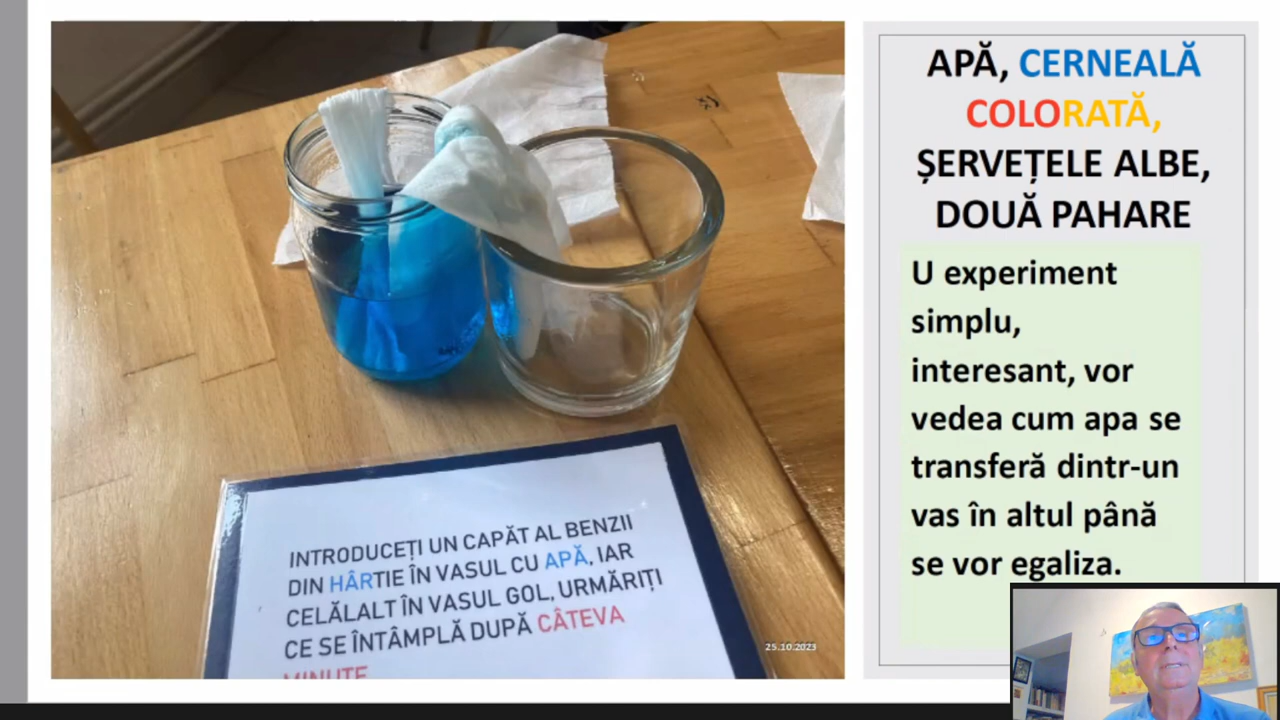 APĂ, CERNEALĂ
COLORATĂ,
ȘERVEȚELE ALBE,
DOUĂ PAHARE
U experiment
simplu,
interesant, vor
vedea cum apa se
transferă dintr-un
vas în altul până
se vor egaliza.
INTRODUCEȚI UN CAPĂT AL BENZII
DIN HÂRTIE ÎN VASUL CU APĂ, IAR
CELĂLALT ÎN VASUL GOL, URMĂRIȚI
CE SE ÎNTÂMPLĂ DUPĂ CÂTEVA
MINUTE
25.10.2023